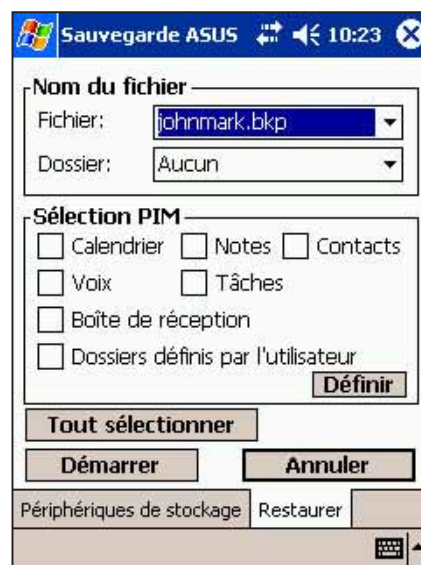 Sauvegarde ASUS 10:23
Nom du fichier
Fichier: johnmark.bkp
Dossier: Aucun
Sélection PIM
Calendrier Notes Contacts
Voix Tâches
Boîte de réception
Dossiers définis par l'utilisateur
Définir
Tout sélectionner
Démarrer Annuler
Périphériques de stockage Restaurer